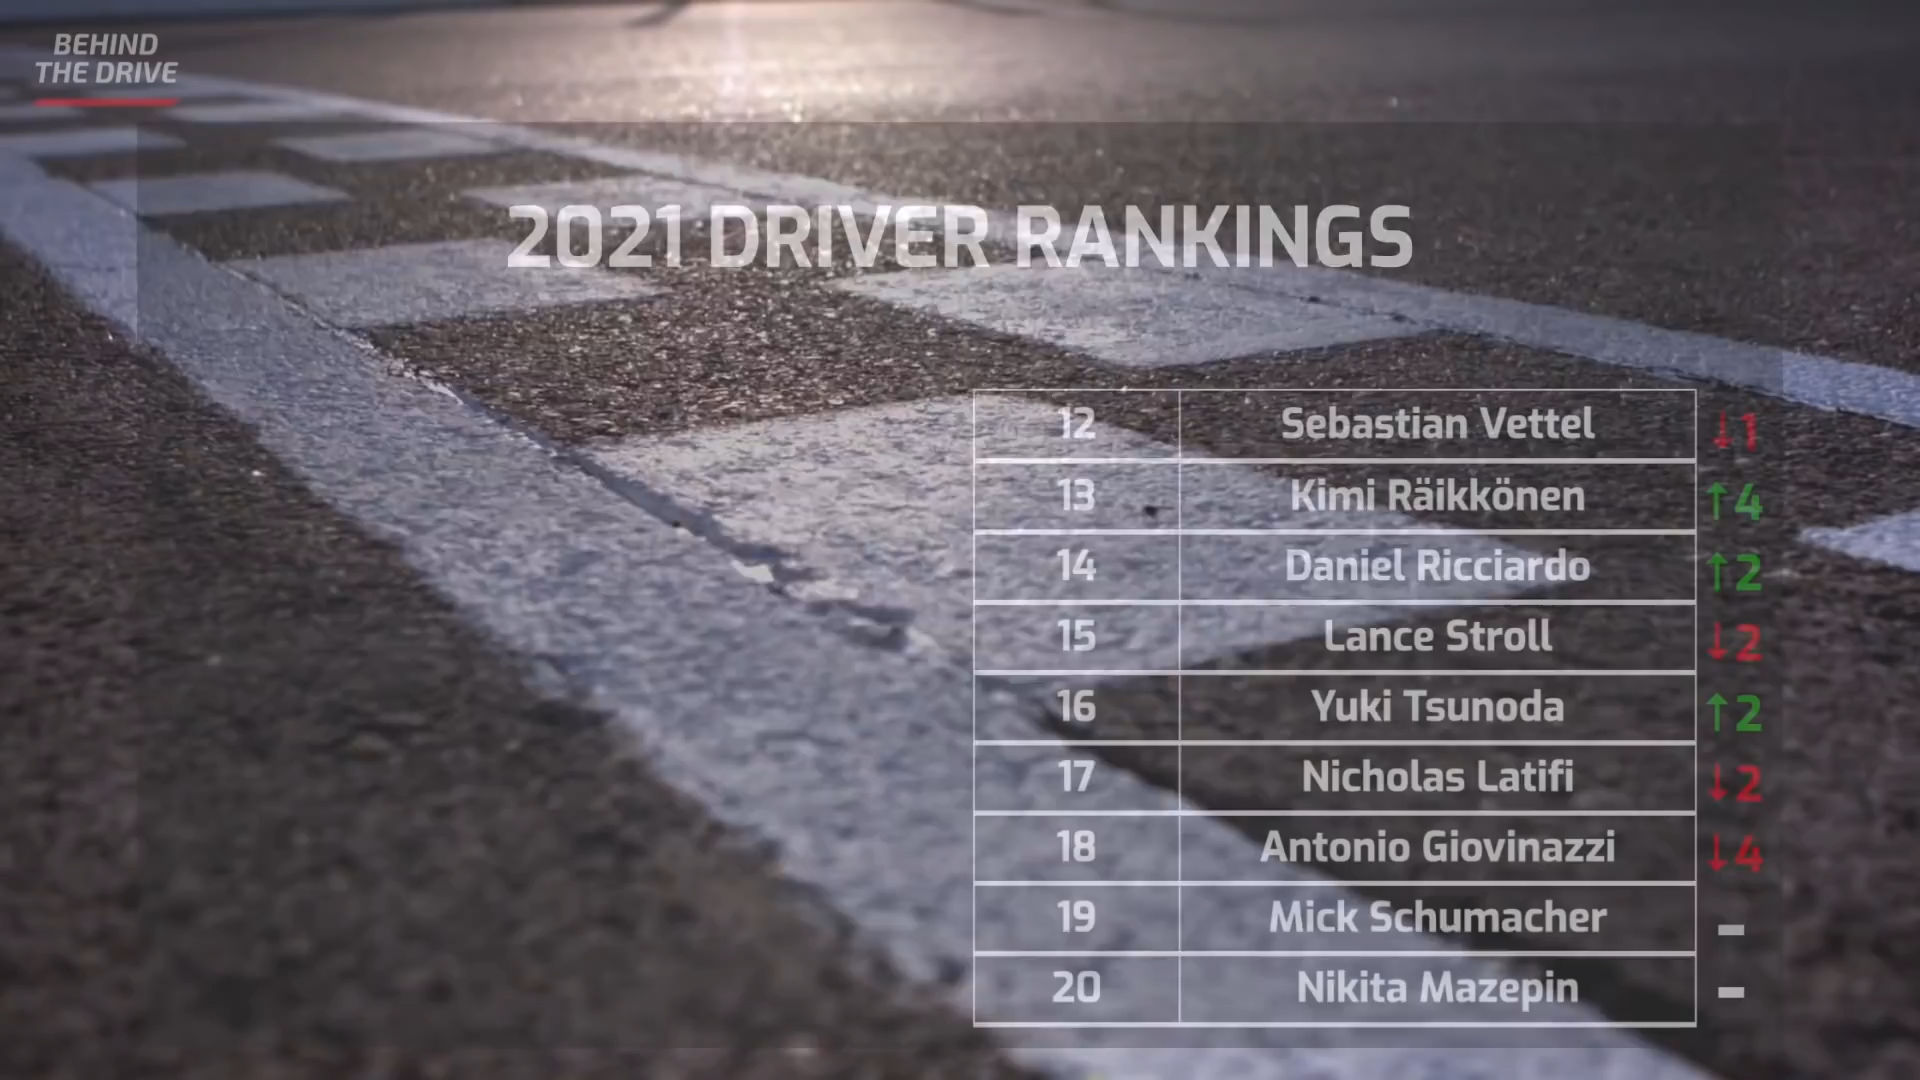 BEHIND
THE DRIVE
2021 DRIVER RANKINGS
12 Sebastian Vettel ↓1
13 Kimi Räikkönen ↑4
14 Daniel Ricciardo ↑2
15 Lance Stroll ↓2
16 Yuki Tsunoda ↑2
17 Nicholas Latifi ↓2
18 Antonio Giovinazzi ↓4
19 Mick Schumacher -
20 Nikita Mazepin -